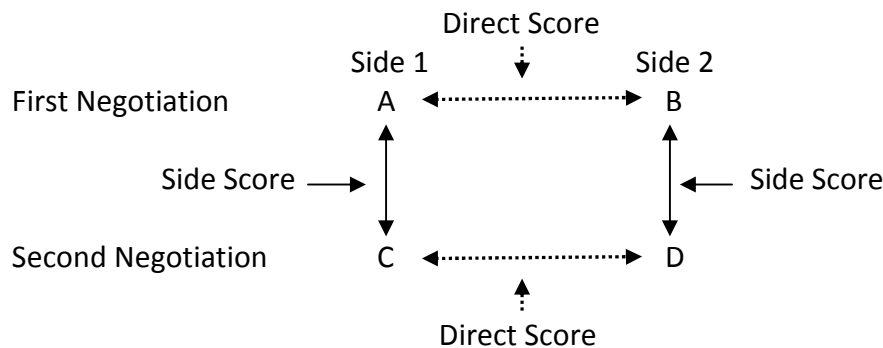 Direct Score
Side 1 Side 2
First Negotiation A B
Side Score Side Score
Second Negotiation C D
Direct Score